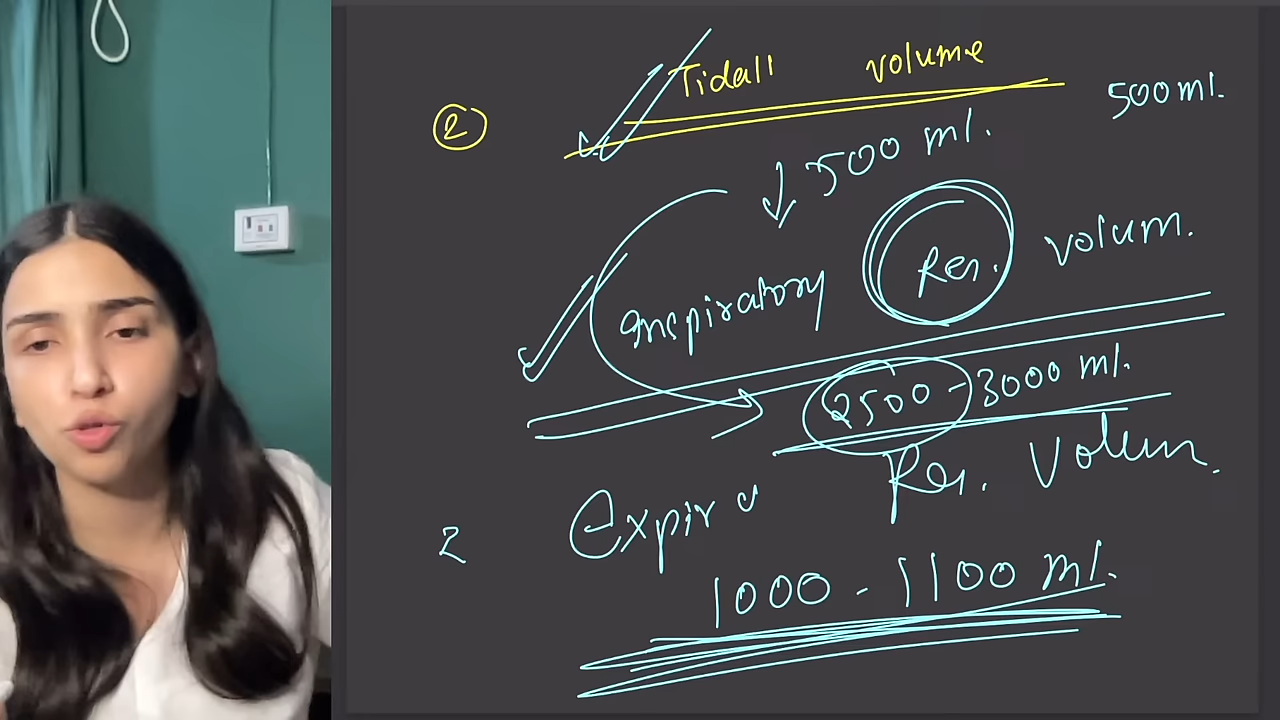 Tidall volume
500 ml.
②
↓ 500 ml.
Inspiratory Res. volum.
2500 - 3000 ml.
Expir Res. Volum.
2
1000 - 1100 ml.